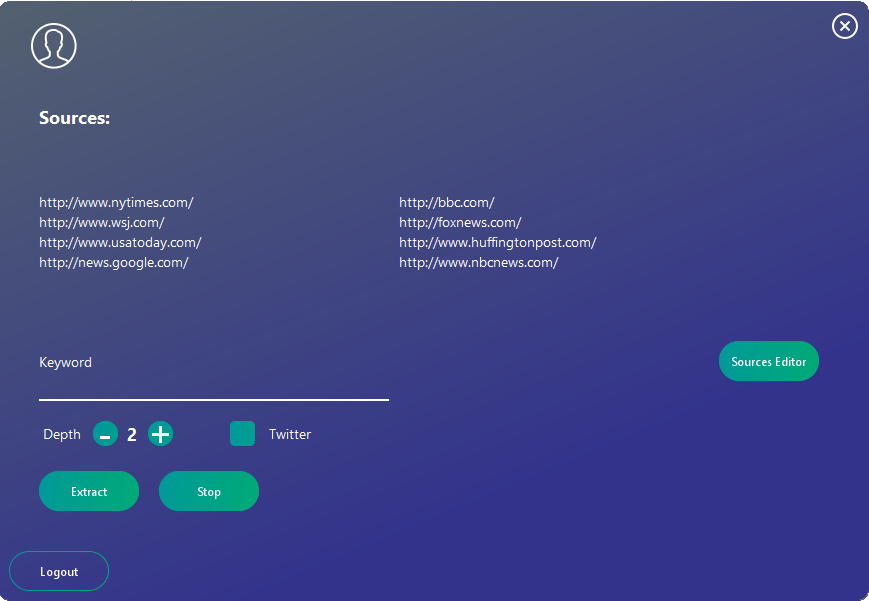 Sources:
http://www.nytimes.com/
http://www.wsj.com/
http://www.usatoday.com/
http://news.google.com/
http://bbc.com/
http://foxnews.com/
http://www.huffingtonpost.com/
http://www.nbcnews.com/
Keyword
Sources Editor
Depth 2 Twitter
Extract Stop
Logout